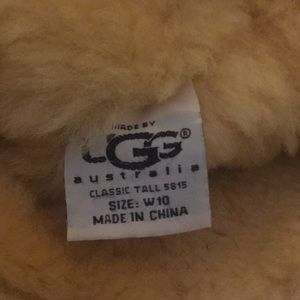 MADE BY
UGG®
australia
CLASSIC TALL 5815
SIZE: W10
MADE IN CHINA